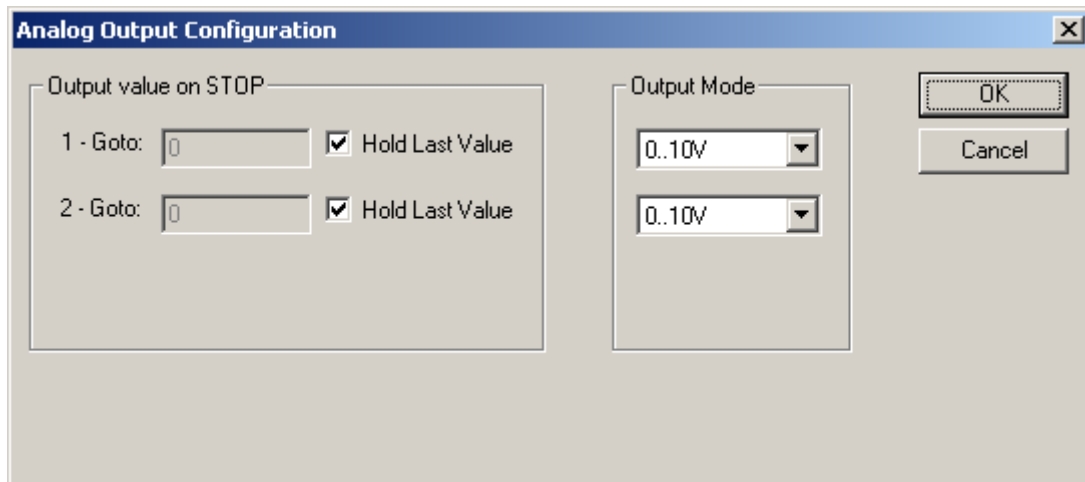 Analog Output Configuration
Output value on STOP
Output Mode
OK
1 - Goto: 0 Hold Last Value
0..10V
Cancel
2 - Goto: 0 Hold Last Value
0..10V